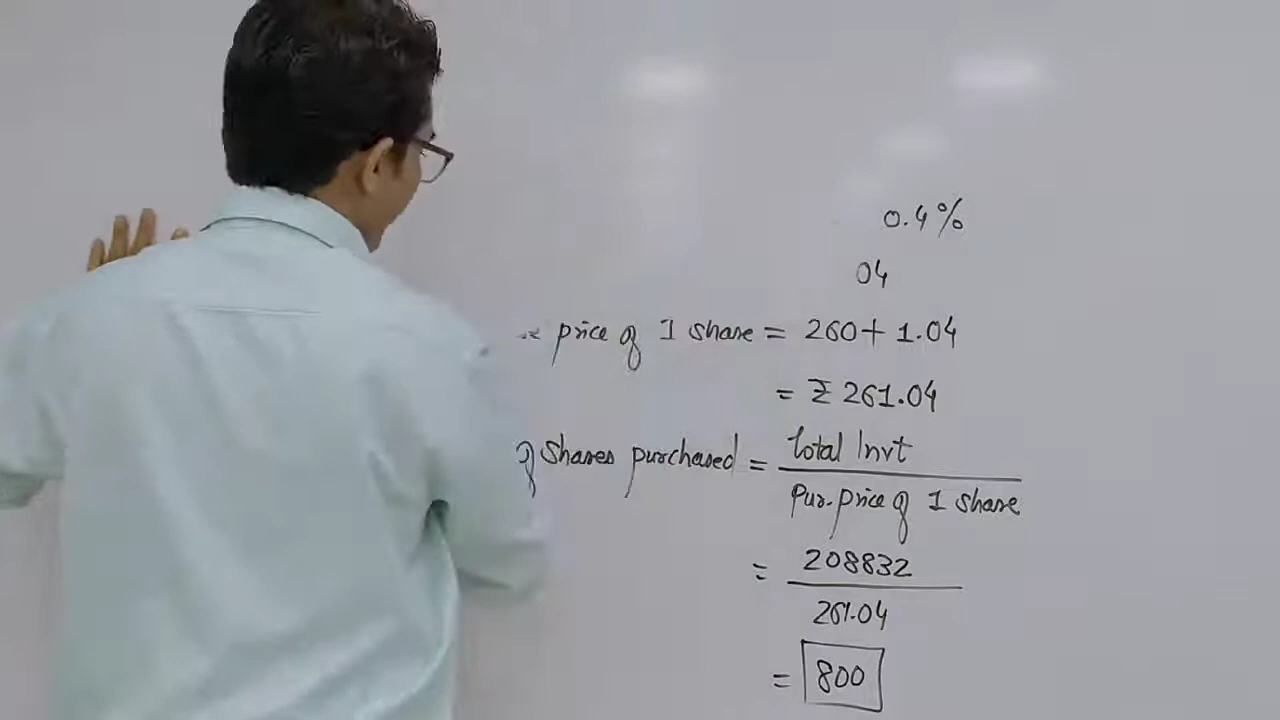 0.4%
04
price of 1 share = 260 + 1.04
= ₹ 261.04
of shares purchased = Total Invt
Pur. price of 1 share
= 208832
261.04
= 800